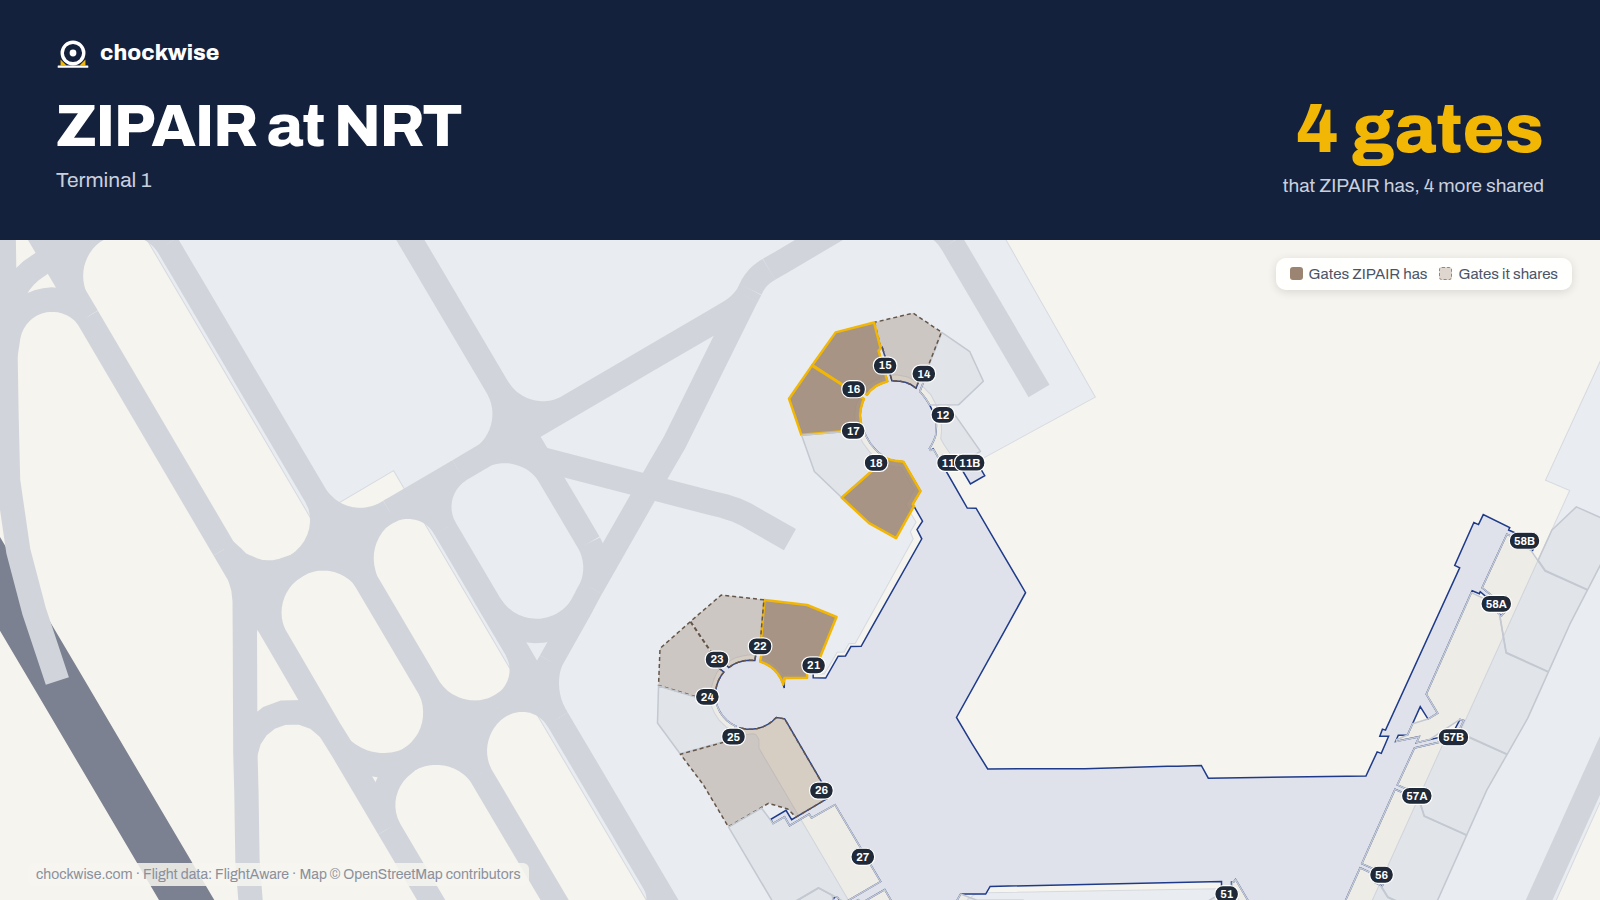 chockwise
ZIPAIR at NRT
Terminal 1
4 gates
that ZIPAIR has, 4 more shared
Gates ZIPAIR has
Gates it shares
15
14
16
12
17
18
11B
58B
58A
22
23
21
24
25
57B
26
57A
27
56
51
chockwise.com · Flight data: FlightAware · Map © OpenStreetMap contributors